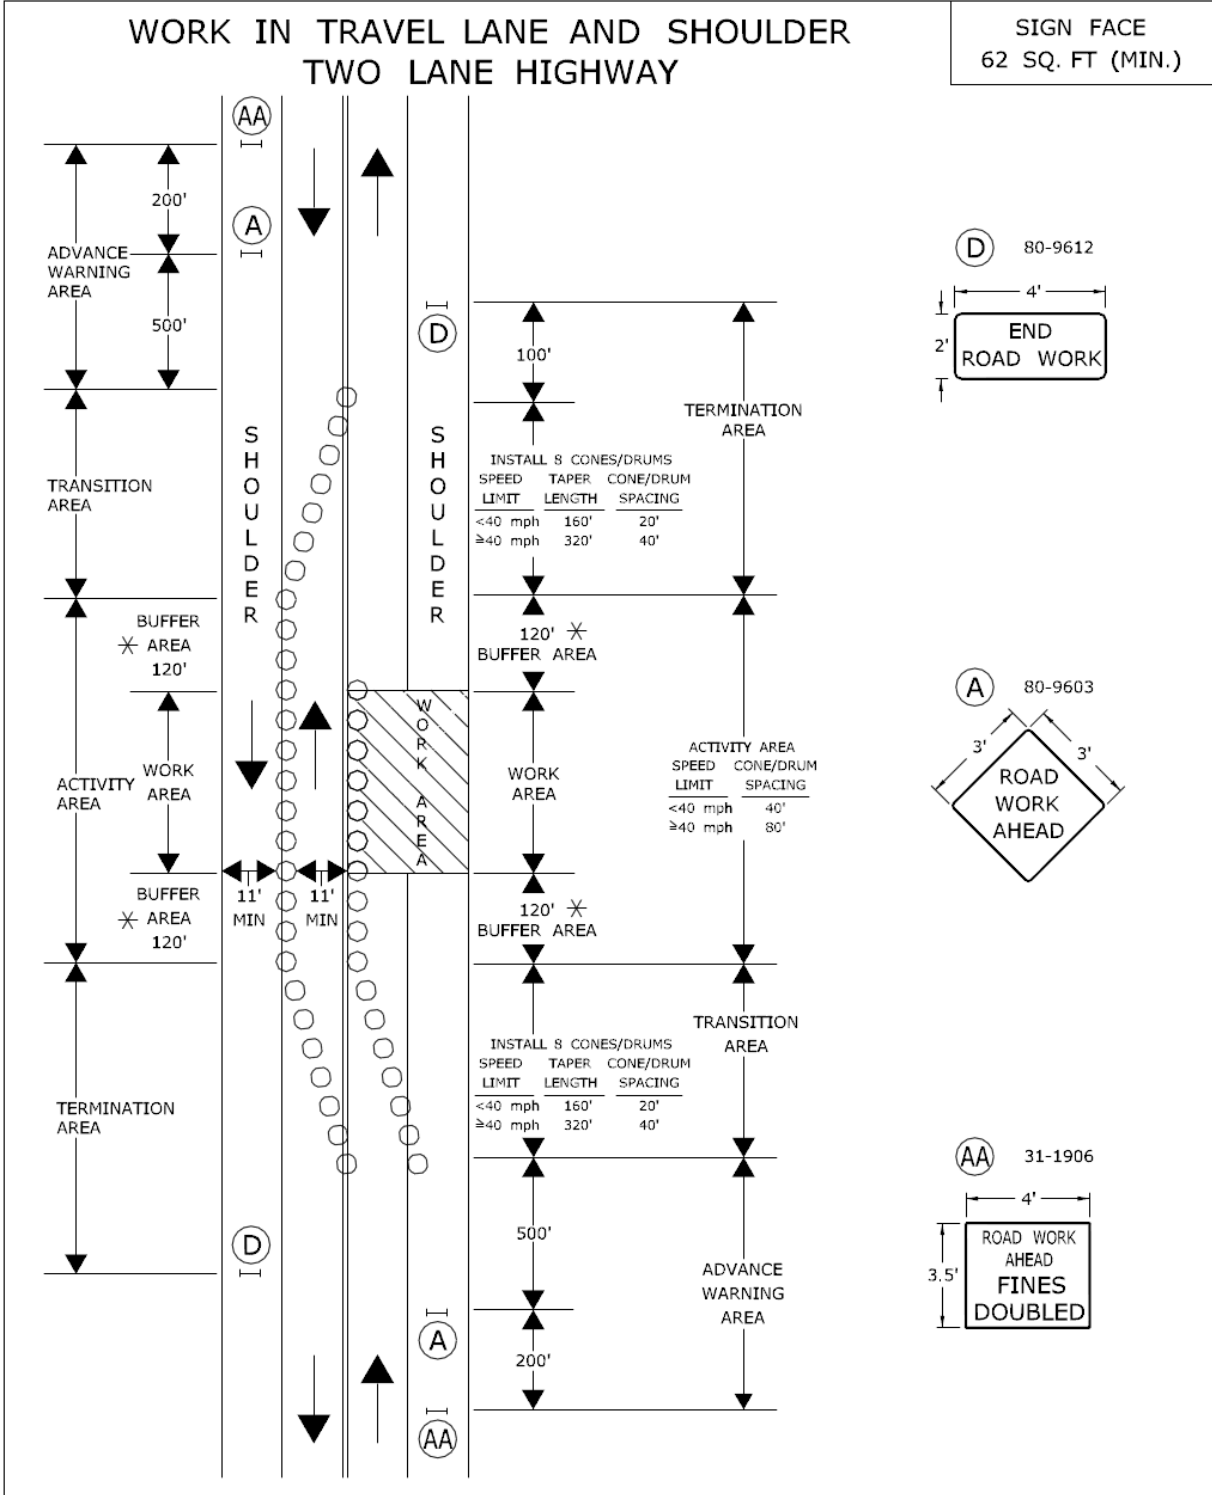 WORK IN TRAVEL LANE AND SHOULDER
TWO LANE HIGHWAY
SIGN FACE
62 SQ. FT (MIN.)
AA
200'
A
ADVANCE
WARNING
AREA
500'
D
100'
TERMINATION
AREA
SHOULDER
SHOULDER
TRANSITION
AREA
INSTALL 8 CONES/DRUMS
SPEED TAPER CONE/DRUM
LIMIT LENGTH SPACING
<40 mph 160' 20'
≥40 mph 320' 40'
BUFFER
* AREA
120'
120' *
BUFFER AREA
WORK AREA
ACTIVITY
AREA
WORK
AREA
WORK
AREA
ACTIVITY AREA
SPEED CONE/DRUM
LIMIT SPACING
<40 mph 40'
≥40 mph 80'
BUFFER
* AREA
120'
11'
MIN
11'
MIN
120' *
BUFFER AREA
TRANSITION
AREA
INSTALL 8 CONES/DRUMS
SPEED TAPER CONE/DRUM
LIMIT LENGTH SPACING
<40 mph 160' 20'
≥40 mph 320' 40'
TERMINATION
AREA
D
500'
ADVANCE
WARNING
AREA
A
200'
AA
D 80-9612
4'
2'
END
ROAD WORK
A 80-9603
3' 3'
ROAD
WORK
AHEAD
AA 31-1906
4'
3.5'
ROAD WORK
AHEAD
FINES
DOUBLED